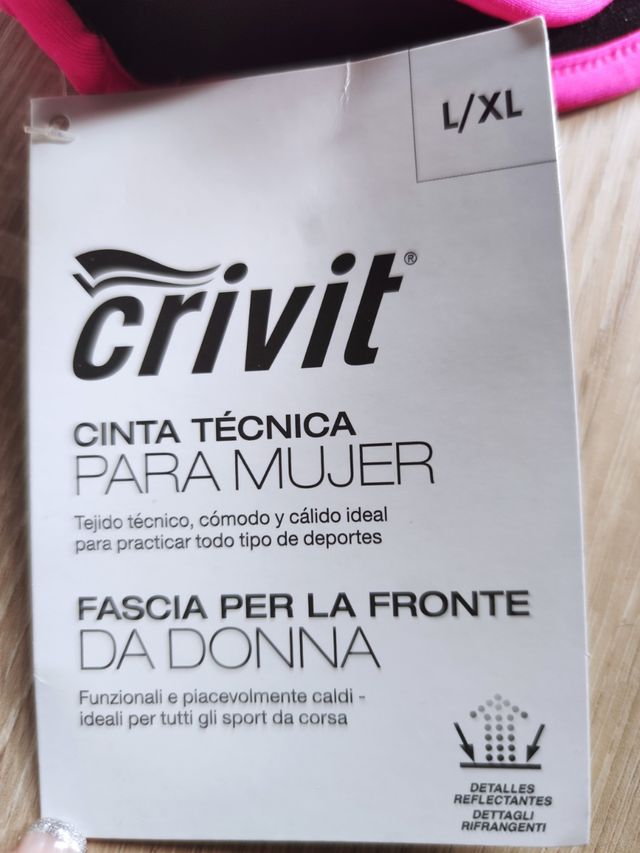 L/XL
crivit®
CINTA TÉCNICA
PARA MUJER
Tejido técnico, cómodo y cálido ideal
para practicar todo tipo de deportes
FASCIA PER LA FRONTE
DA DONNA
Funzionali e piacevolmente caldi -
ideali per tutti gli sport da corsa
DETALLES
REFLECTANTES
DETTAGLI
RIFRANGENTI